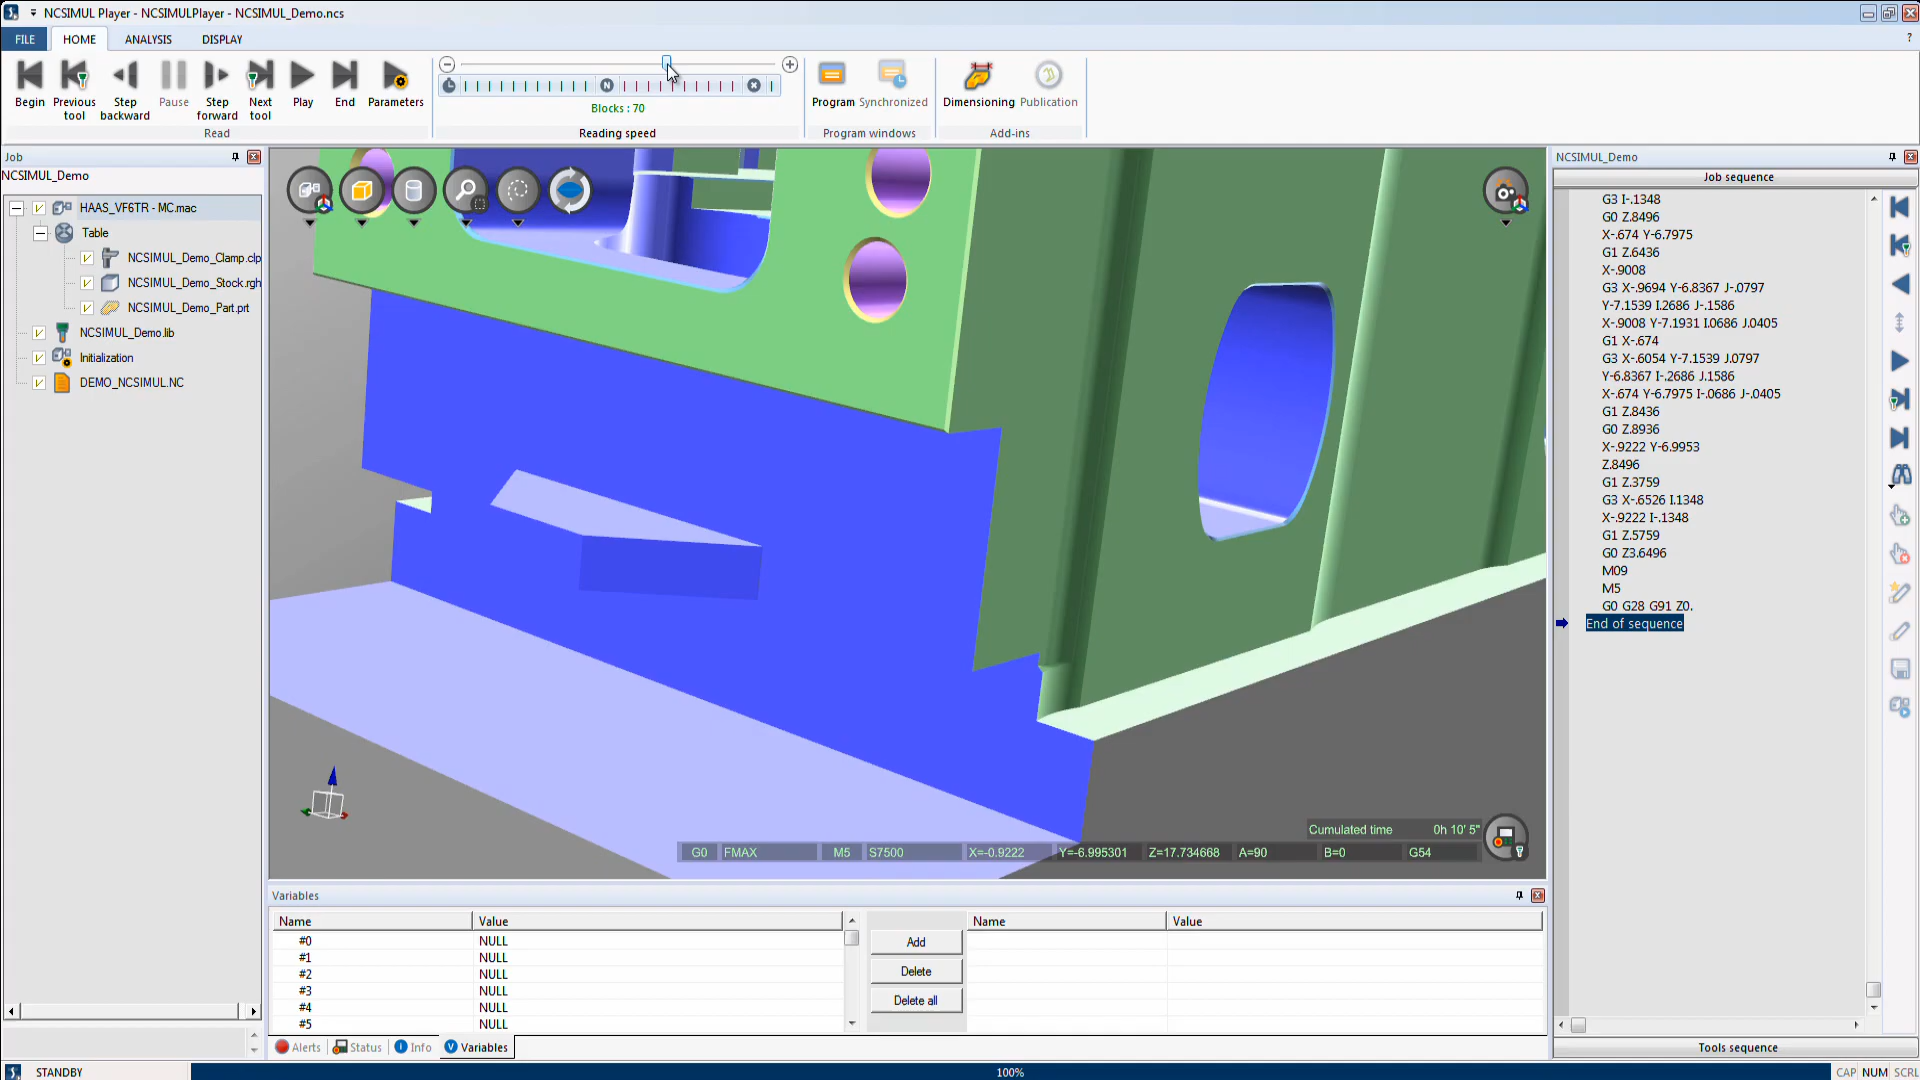 NCSIMUL Player - NCSIMULPlayer - NCSIMUL_Demo.ncs
FILE
HOME
ANALYSIS
DISPLAY
?
Begin
Previous tool
Step backward
Pause
Step forward
Next tool
Play
End
Parameters
Read
N
Blocks : 70
Reading speed
Program
Synchronized
Program windows
Dimensioning
Publication
Add-ins
Job
NCSIMUL_Demo
HAAS_VF6TR - MC.mac
Table
NCSIMUL_Demo_Clamp.clp
NCSIMUL_Demo_Stock.rgh
NCSIMUL_Demo_Part.prt
NCSIMUL_Demo.lib
Initialization
DEMO_NCSIMUL.NC
Cumulated time 0h 10' 5"
G0 FMAX M5 S7500 X=-0.9222 Y=-6.995301 Z=17.734668 A=90 B=0 G54
NCSIMUL_Demo
Job sequence
G3 I-.1348
G0 Z.8496
X-.674 Y-6.7975
G1 Z.6436
X-.9008
G3 X-.9694 Y-6.8367 J-.0797
Y-7.1539 I.2686 J-.1586
X-.9008 Y-7.1931 I.0686 J.0405
G1 X-.674
G3 X-.6054 Y-7.1539 J.0797
Y-6.8367 I-.2686 J.1586
X-.674 Y-6.7975 I-.0686 J-.0405
G1 Z.8436
G0 Z.8936
X-.9222 Y-6.9953
Z.8496
G1 Z.3759
G3 X-.6526 I.1348
X-.9222 I-.1348
G1 Z.5759
G0 Z3.6496
M09
M5
G0 G28 G91 Z0.
End of sequence
Tools sequence
Variables
Name Value
#0 NULL
#1 NULL
#2 NULL
#3 NULL
#4 NULL
#5 NULL
Add
Delete
Delete all
Name Value
Alerts
Status
Info
V Variables
STANDBY
100%
CAP NUM SCRL